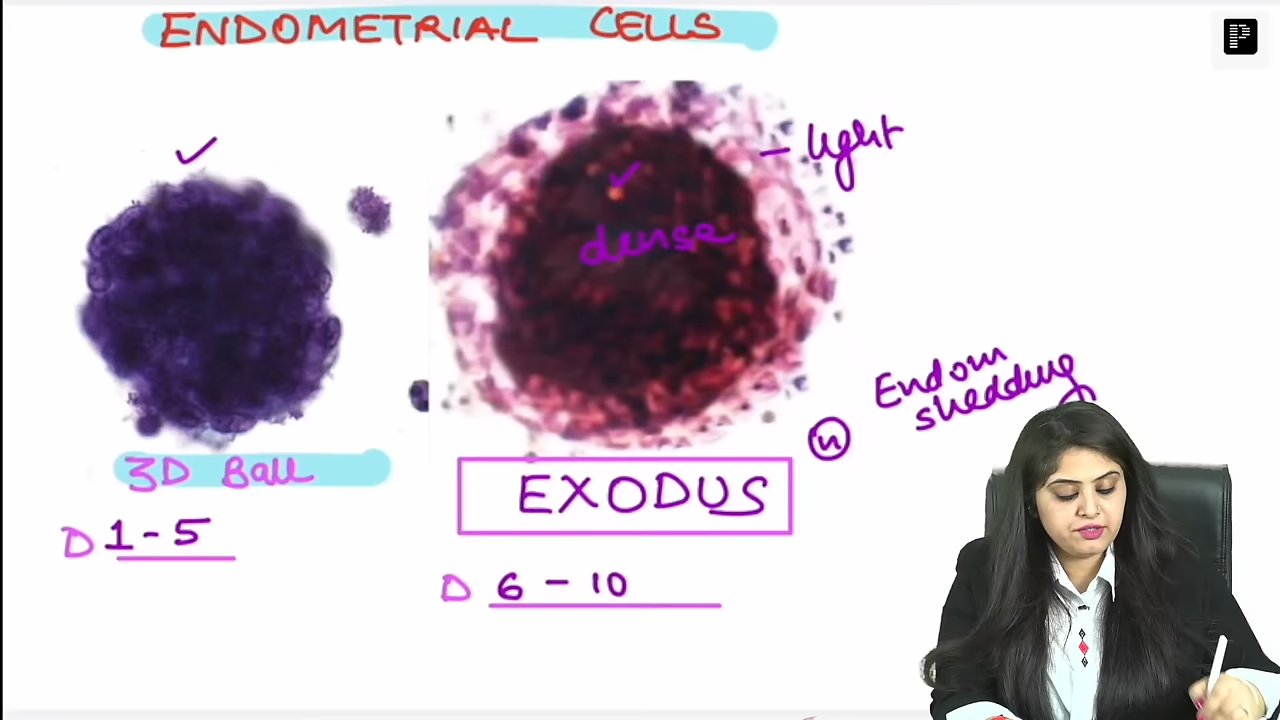 ENDOMETRIAL CELLS
P
light
dense
Endom
shedding
n
3D Ball
EXODUS
D 1-5
D 6-10